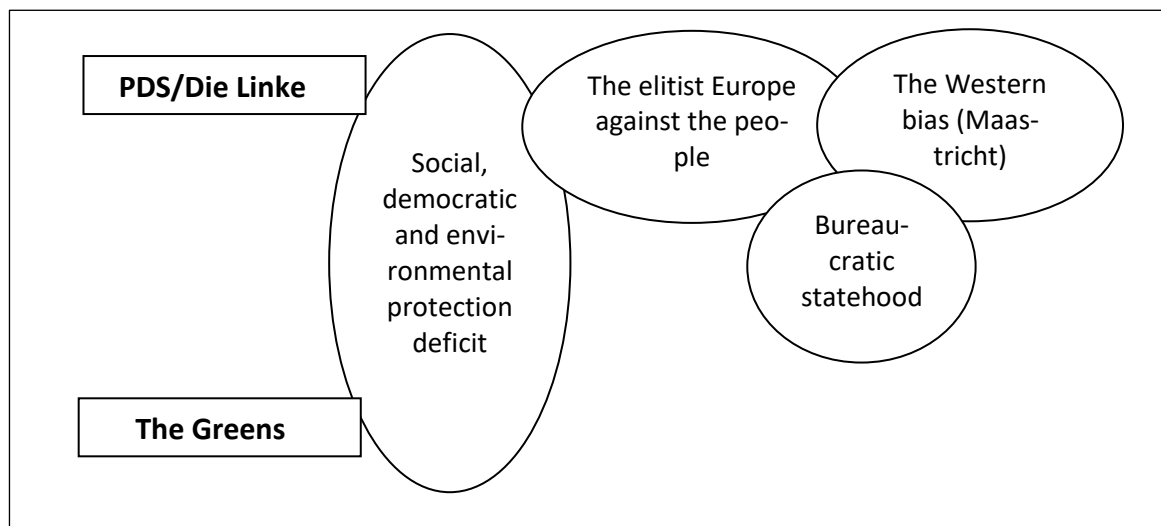 PDS/Die Linke
Social,
democratic
and envi-
ronmental
protection
deficit
The elitist Europe
against the peo-
ple
The Western
bias (Maas-
tricht)
Bureau-
cratic
statehood
The Greens